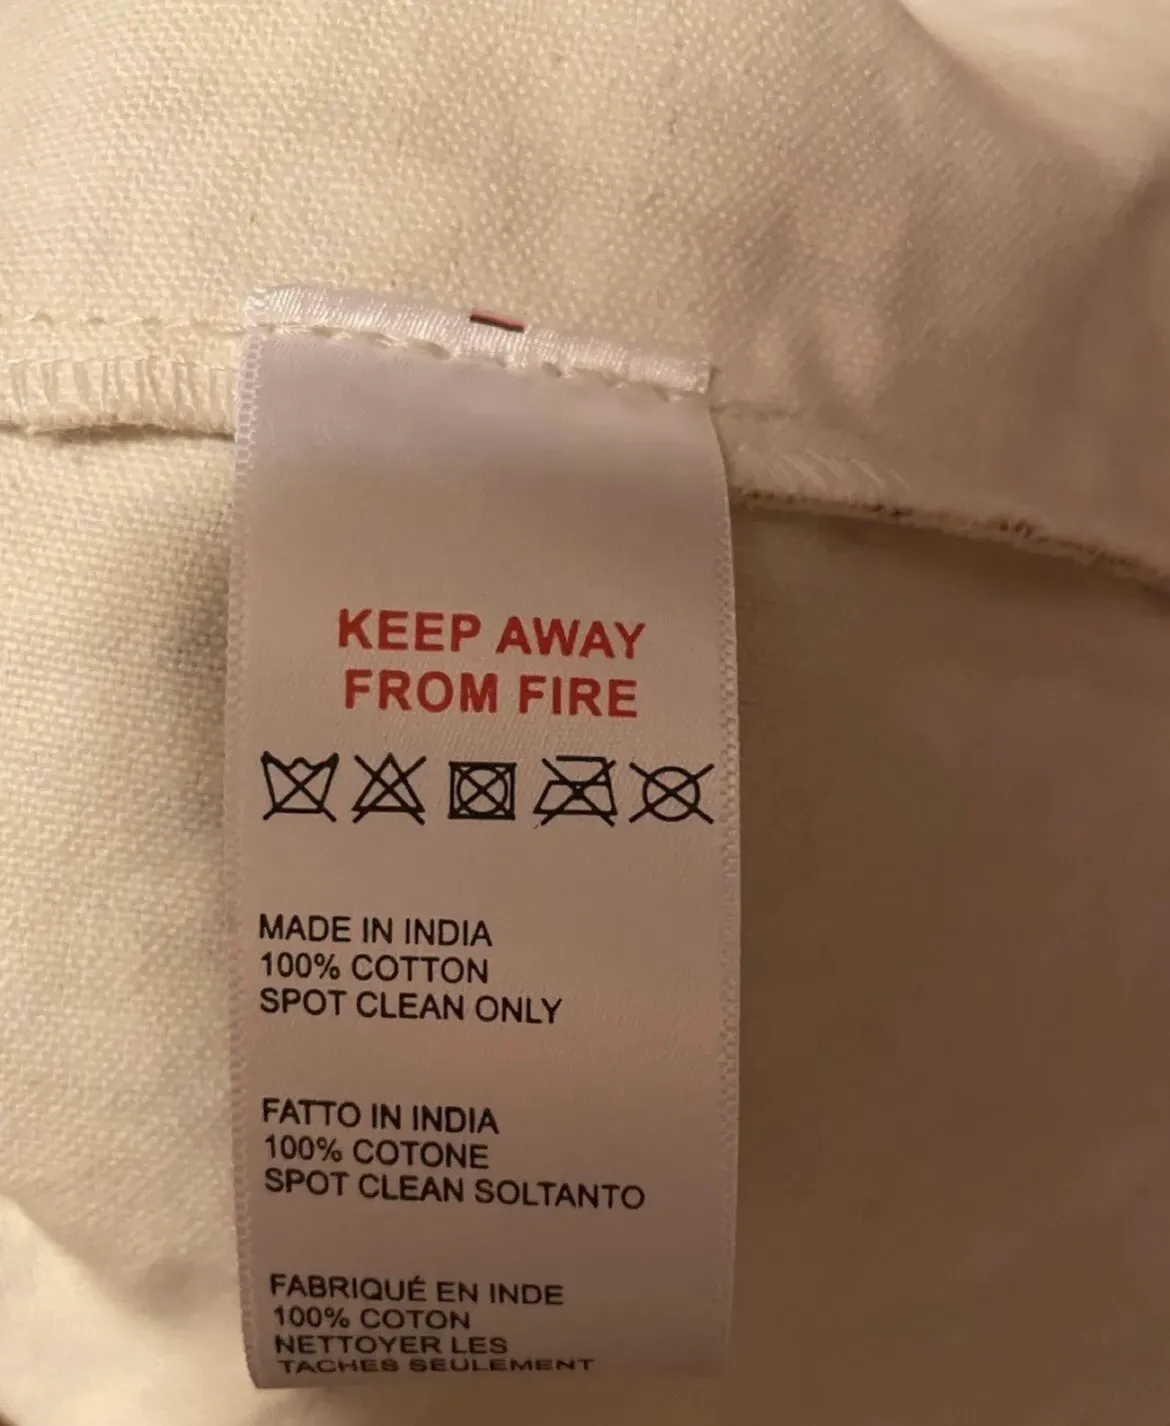 KEEP AWAY
FROM FIRE
MADE IN INDIA
100% COTTON
SPOT CLEAN ONLY
FATTO IN INDIA
100% COTONE
SPOT CLEAN SOLTANTO
FABRIQUÉ EN INDE
100% COTON
NETTOYER LES
TACHES SEULEMENT